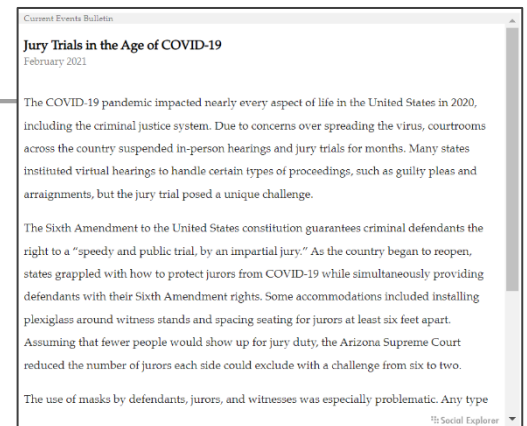 Current Events Bulletin
Jury Trials in the Age of COVID-19
February 2021
The COVID-19 pandemic impacted nearly every aspect of life in the United States in 2020,
including the criminal justice system. Due to concerns over spreading the virus, courtrooms
across the country suspended in-person hearings and jury trials for months. Many states
instituted virtual hearings to handle certain types of proceedings, such as guilty pleas and
arraignments, but the jury trial posed a unique challenge.
The Sixth Amendment to the United States constitution guarantees criminal defendants the
right to a “speedy and public trial, by an impartial jury.” As the country began to reopen,
states grappled with how to protect jurors from COVID-19 while simultaneously providing
defendants with their Sixth Amendment rights. Some accommodations included installing
plexiglass around witness stands and spacing seating for jurors at least six feet apart.
Assuming that fewer people would show up for jury duty, the Arizona Supreme Court
reduced the number of jurors each side could exclude with a challenge from six to two.
The use of masks by defendants, jurors, and witnesses was especially problematic. Any type
Social Explorer